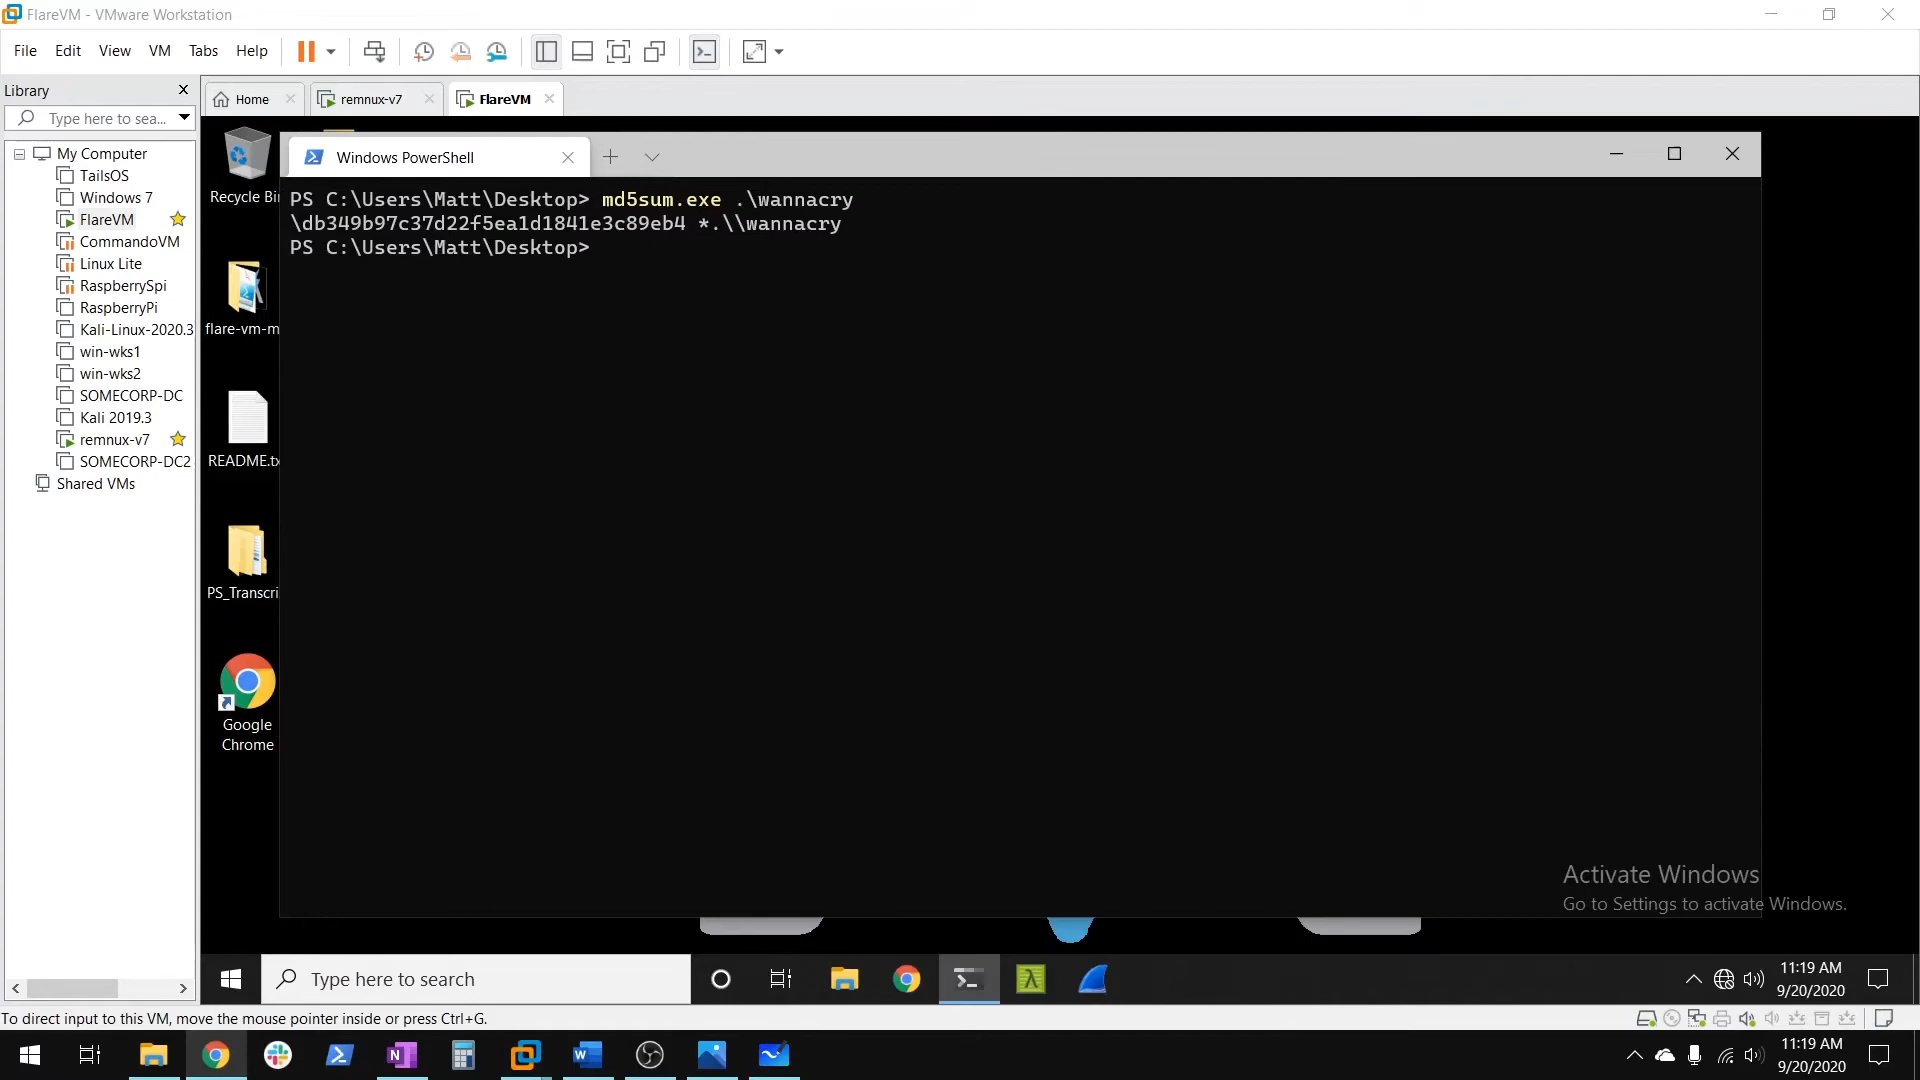 FlareVM - VMware Workstation
File Edit View VM Tabs Help
Library
Type here to sea...
My Computer
TailsOS
Windows 7
FlareVM
CommandoVM
Linux Lite
RaspberrySpi
RaspberryPi
Kali-Linux-2020.3
win-wks1
win-wks2
SOMECORP-DC
Kali 2019.3
remnux-v7
SOMECORP-DC2
Shared VMs
Home remnux-v7 FlareVM
Recycle Bin
flare-vm-m
README.tx
PS_Transcri
Google
Chrome
Windows PowerShell
PS C:\Users\Matt\Desktop> md5sum.exe .\wannacry
\db349b97c37d22f5ea1d1841e3c89eb4 *.\\wannacry
PS C:\Users\Matt\Desktop>
Activate Windows
Go to Settings to activate Windows.
Type here to search
11:19 AM
9/20/2020
To direct input to this VM, move the mouse pointer inside or press Ctrl+G.
11:19 AM
9/20/2020